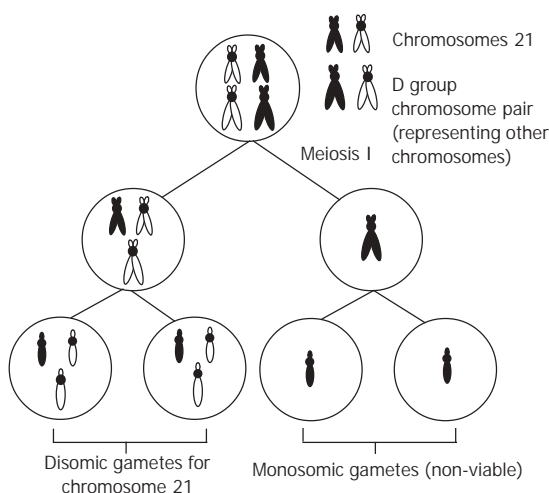 Chromosomes 21
D group
chromosome pair
(representing other
chromosomes)
Meiosis I
Disomic gametes for
chromosome 21
Monosomic gametes (non-viable)